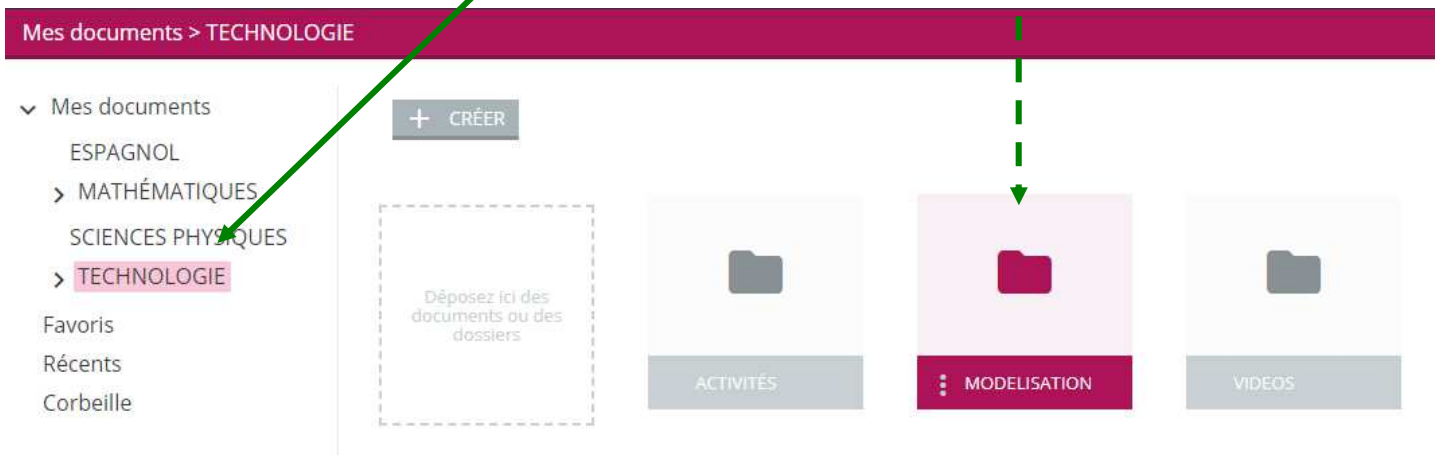 Mes documents > TECHNOLOGIE
Mes documents
ESPAGNOL
> MATHÉMATIQUES
SCIENCES PHYSIQUES
> TECHNOLOGIE
Favoris
Récents
Corbeille
+ CRÉER
Déposez ici des
documents ou des
dossiers
ACTIVITÉS
MODELISATION
VIDEOS